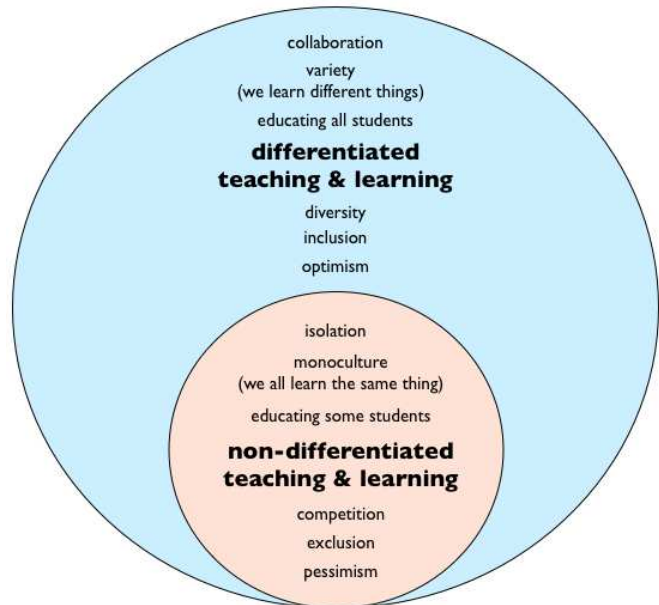 collaboration
variety
(we learn different things)
educating all students
differentiated
teaching & learning
diversity
inclusion
optimism
isolation
monoculture
(we all learn the same thing)
educating some students
non-differentiated
teaching & learning
competition
exclusion
pessimism